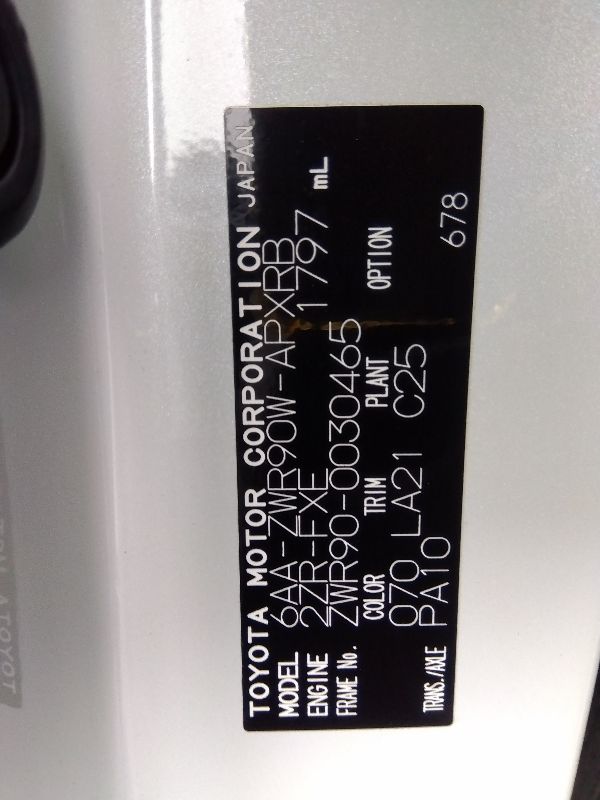 TOYOTA MOTOR CORPORATION JAPAN
MODEL 6AA-ZWR90W-APXRB
ENGINE 2ZR-FXE 1797 mL
FRAME No. ZWR90-0030465
COLOR TRIM PLANT OPTION
070 LA21 C25
TRANS./AXLE PA10 678